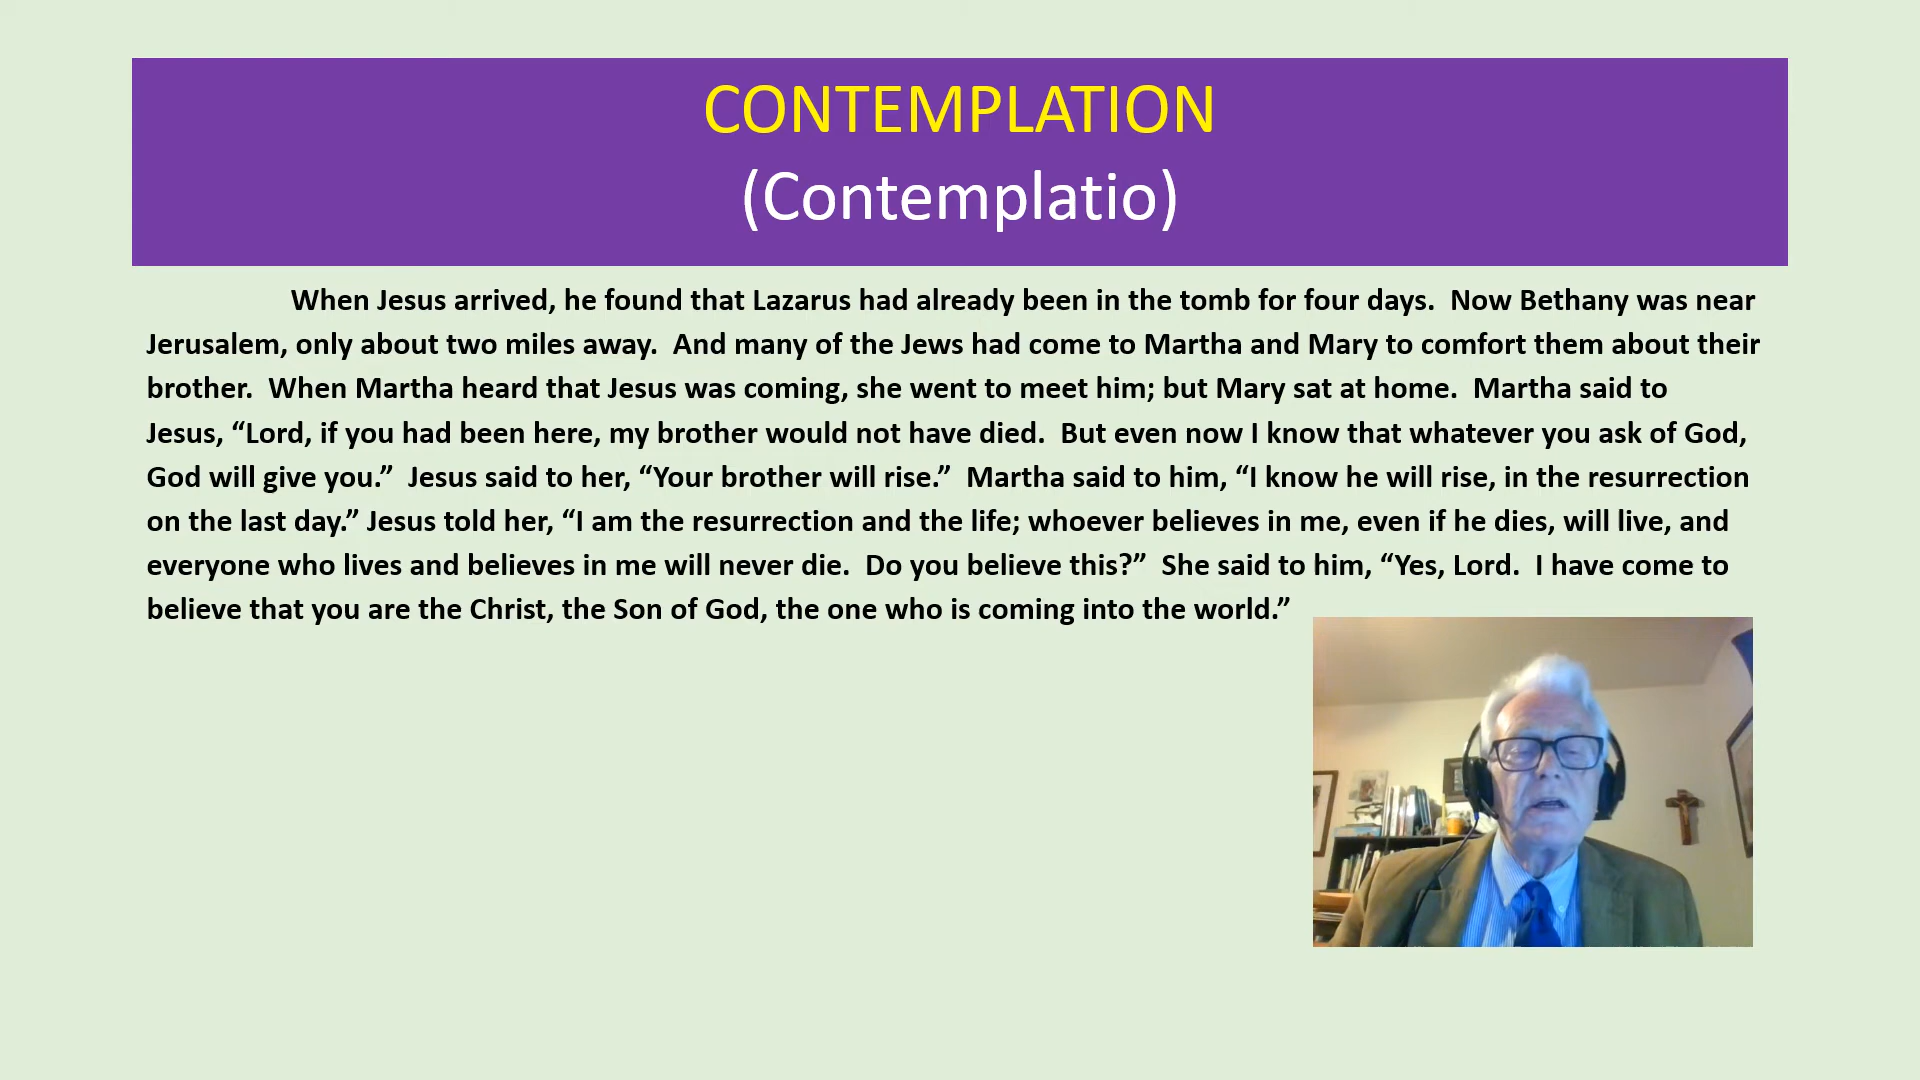 CONTEMPLATION
(Contemplatio)
When Jesus arrived, he found that Lazarus had already been in the tomb for four days.  Now Bethany was near
Jerusalem, only about two miles away.  And many of the Jews had come to Martha and Mary to comfort them about their
brother.  When Martha heard that Jesus was coming, she went to meet him; but Mary sat at home.  Martha said to
Jesus, “Lord, if you had been here, my brother would not have died.  But even now I know that whatever you ask of God,
God will give you.”  Jesus said to her, “Your brother will rise.”  Martha said to him, “I know he will rise, in the resurrection
on the last day.” Jesus told her, “I am the resurrection and the life; whoever believes in me, even if he dies, will live, and
everyone who lives and believes in me will never die.  Do you believe this?”  She said to him, “Yes, Lord.  I have come to
believe that you are the Christ, the Son of God, the one who is coming into the world.”